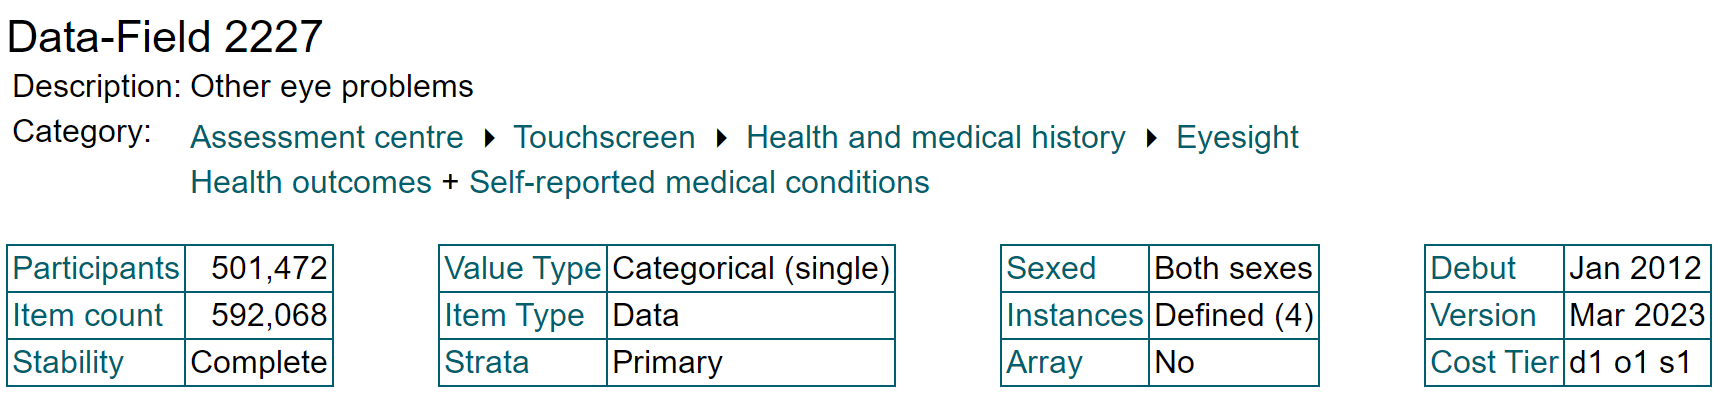 Data-Field 2227
Description: Other eye problems
Category: Assessment centre ⏵ Touchscreen ⏵ Health and medical history ⏵ Eyesight
Health outcomes + Self-reported medical conditions
Participants 501,472 Value Type Categorical (single) Sexed Both sexes Debut Jan 2012
Item count 592,068 Item Type Data Instances Defined (4) Version Mar 2023
Stability Complete Strata Primary Array No Cost Tier d1 o1 s1